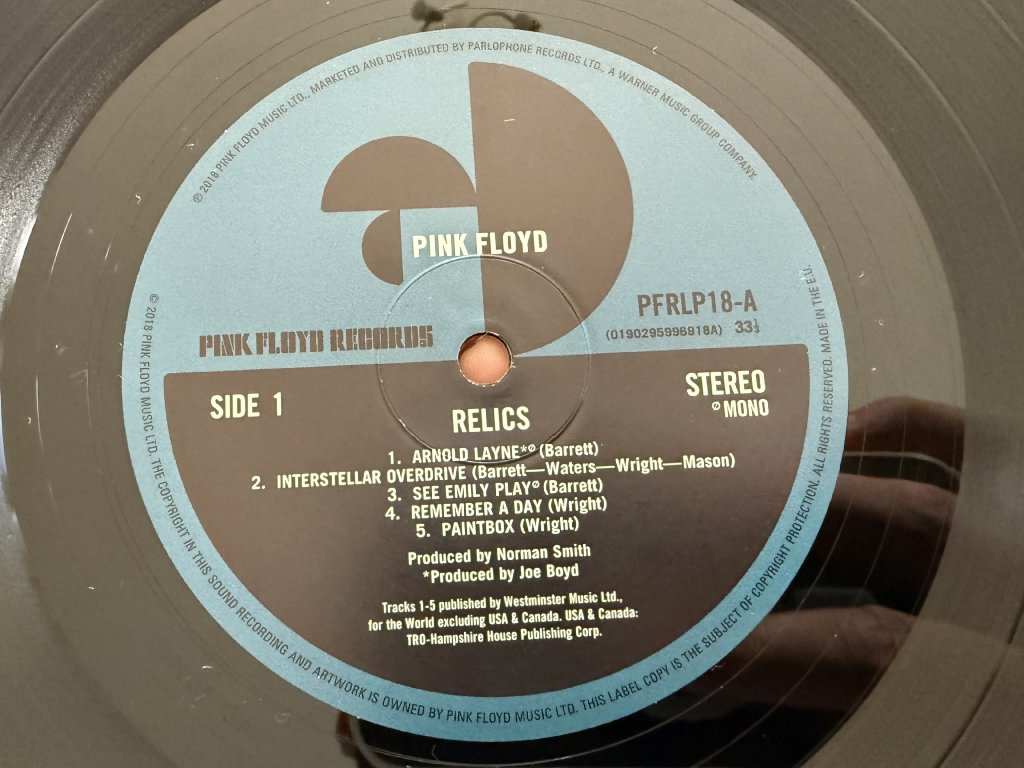 ℗ 2018 PINK FLOYD MUSIC LTD., MARKETED AND DISTRIBUTED BY PARLOPHONE RECORDS LTD., A WARNER MUSIC GROUP COMPANY.
PINK FLOYD
PFRLP18-A
(0190295996918A) 33⅓
PINK FLOYD RECORDS
SIDE 1
STEREO
ø MONO
RELICS
1. ARNOLD LAYNE*ø (Barrett)
2. INTERSTELLAR OVERDRIVE (Barrett—Waters—Wright—Mason)
3. SEE EMILY PLAYø (Barrett)
4. REMEMBER A DAY (Wright)
5. PAINTBOX (Wright)
Produced by Norman Smith
*Produced by Joe Boyd
Tracks 1-5 published by Westminster Music Ltd.,
for the World excluding USA & Canada. USA & Canada:
TRO-Hampshire House Publishing Corp.
© 2018 PINK FLOYD MUSIC LTD. THE COPYRIGHT IN THIS SOUND RECORDING AND ARTWORK IS OWNED BY PINK FLOYD MUSIC LTD. THIS LABEL COPY IS THE SUBJECT OF COPYRIGHT PROTECTION. ALL RIGHTS RESERVED. MADE IN THE E.U.